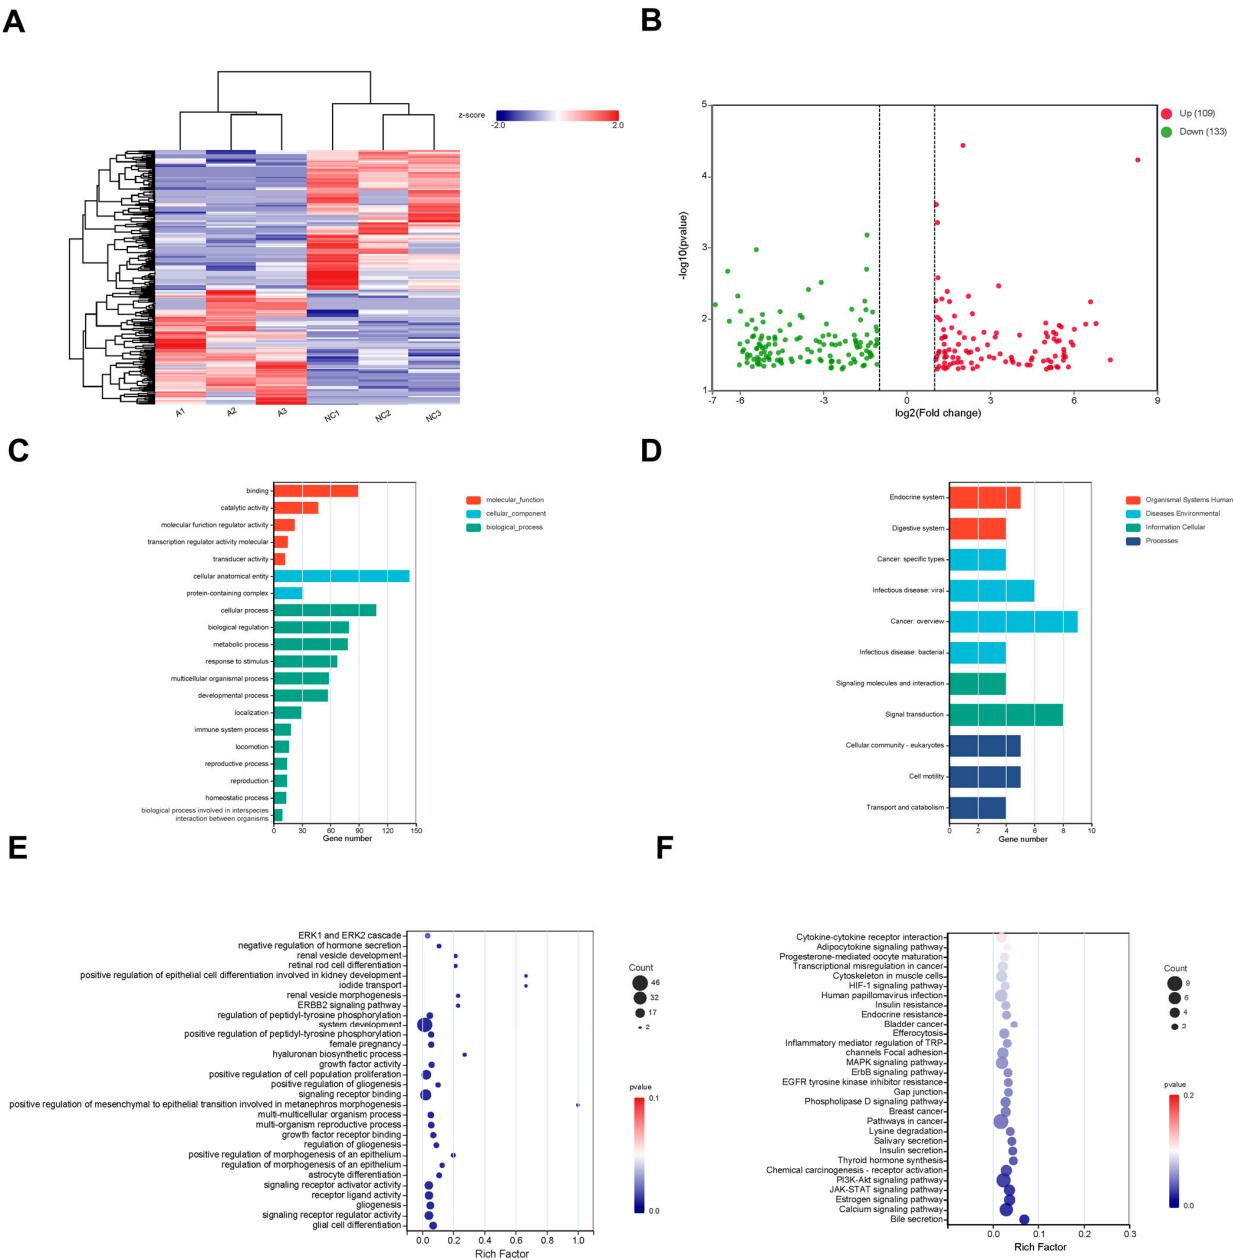 A
z-score
-2.0
2.0
A1
A2
A3
NC1
NC2
NC3
B
5
4
3
2
1
-log10(pvalue)
-7
-6
-3
0
3
6
9
log2(Fold change)
Up (109)
Down (133)
C
binding
catalytic activity
molecular function regulator activity
transcription regulator activity molecular
transducer activity
cellular anatomical entity
protein-containing complex
cellular process
biological regulation
metabolic process
response to stimulus
multicellular organismal process
developmental process
localization
immune system process
locomotion
reproductive process
reproduction
homeostatic process
biological process involved in interspecies
interaction between organisms
0
30
60
90
120
150
Gene number
molecular_function
cellular_component
biological_process
D
Endocrine system
Digestive system
Cancer: specific types
Infectious disease: viral
Cancer: overview
Infectious disease: bacterial
Signaling molecules and interaction
Signal transduction
Cellular community - eukaryotes
Cell motility
Transport and catabolism
0
2
4
6
8
10
Gene number
Organismal Systems Human
Diseases Environmental
Information Cellular
Processes
E
ERK1 and ERK2 cascade
negative regulation of hormone secretion
renal vesicle development
retinal rod cell differentiation
positive regulation of epithelial cell differentiation involved in kidney development
iodide transport
renal vesicle morphogenesis
ERBB2 signaling pathway
regulation of peptidyl-tyrosine phosphorylation
system development
positive regulation of peptidyl-tyrosine phosphorylation
female pregnancy
hyaluronan biosynthetic process
growth factor activity
positive regulation of cell population proliferation
positive regulation of gliogenesis
signaling receptor binding
positive regulation of mesenchymal to epithelial transition involved in metanephros morphogenesis
multi-multicellular organism process
multi-organism reproductive process
growth factor receptor binding
regulation of gliogenesis
positive regulation of morphogenesis of an epithelium
regulation of morphogenesis of an epithelium
astrocyte differentiation
signaling receptor activator activity
receptor ligand activity
gliogenesis
signaling receptor regulator activity
glial cell differentiation
0.0
0.2
0.4
0.6
0.8
1.0
Rich Factor
Count
46
32
17
2
pvalue
0.1
0.0
F
Cytokine-cytokine receptor interaction
Adipocytokine signaling pathway
Progesterone-mediated oocyte maturation
Transcriptional misregulation in cancer
Cytoskeleton in muscle cells
HIF-1 signaling pathway
Human papillomavirus infection
Insulin resistance
Endocrine resistance
Bladder cancer
Efferocytosis
Inflammatory mediator regulation of TRP
channels Focal adhesion
MAPK signaling pathway
ErbB signaling pathway
EGFR tyrosine kinase inhibitor resistance
Gap junction
Phospholipase D signaling pathway
Breast cancer
Pathways in cancer
Lysine degradation
Salivary secretion
Insulin secretion
Thyroid hormone synthesis
Chemical carcinogenesis - receptor activation
PI3K-Akt signaling pathway
JAK-STAT signaling pathway
Estrogen signaling pathway
Calcium signaling pathway
Bile secretion
0.0
0.1
0.2
0.3
Rich Factor
Count
9
6
4
2
pvalue
0.2
0.0